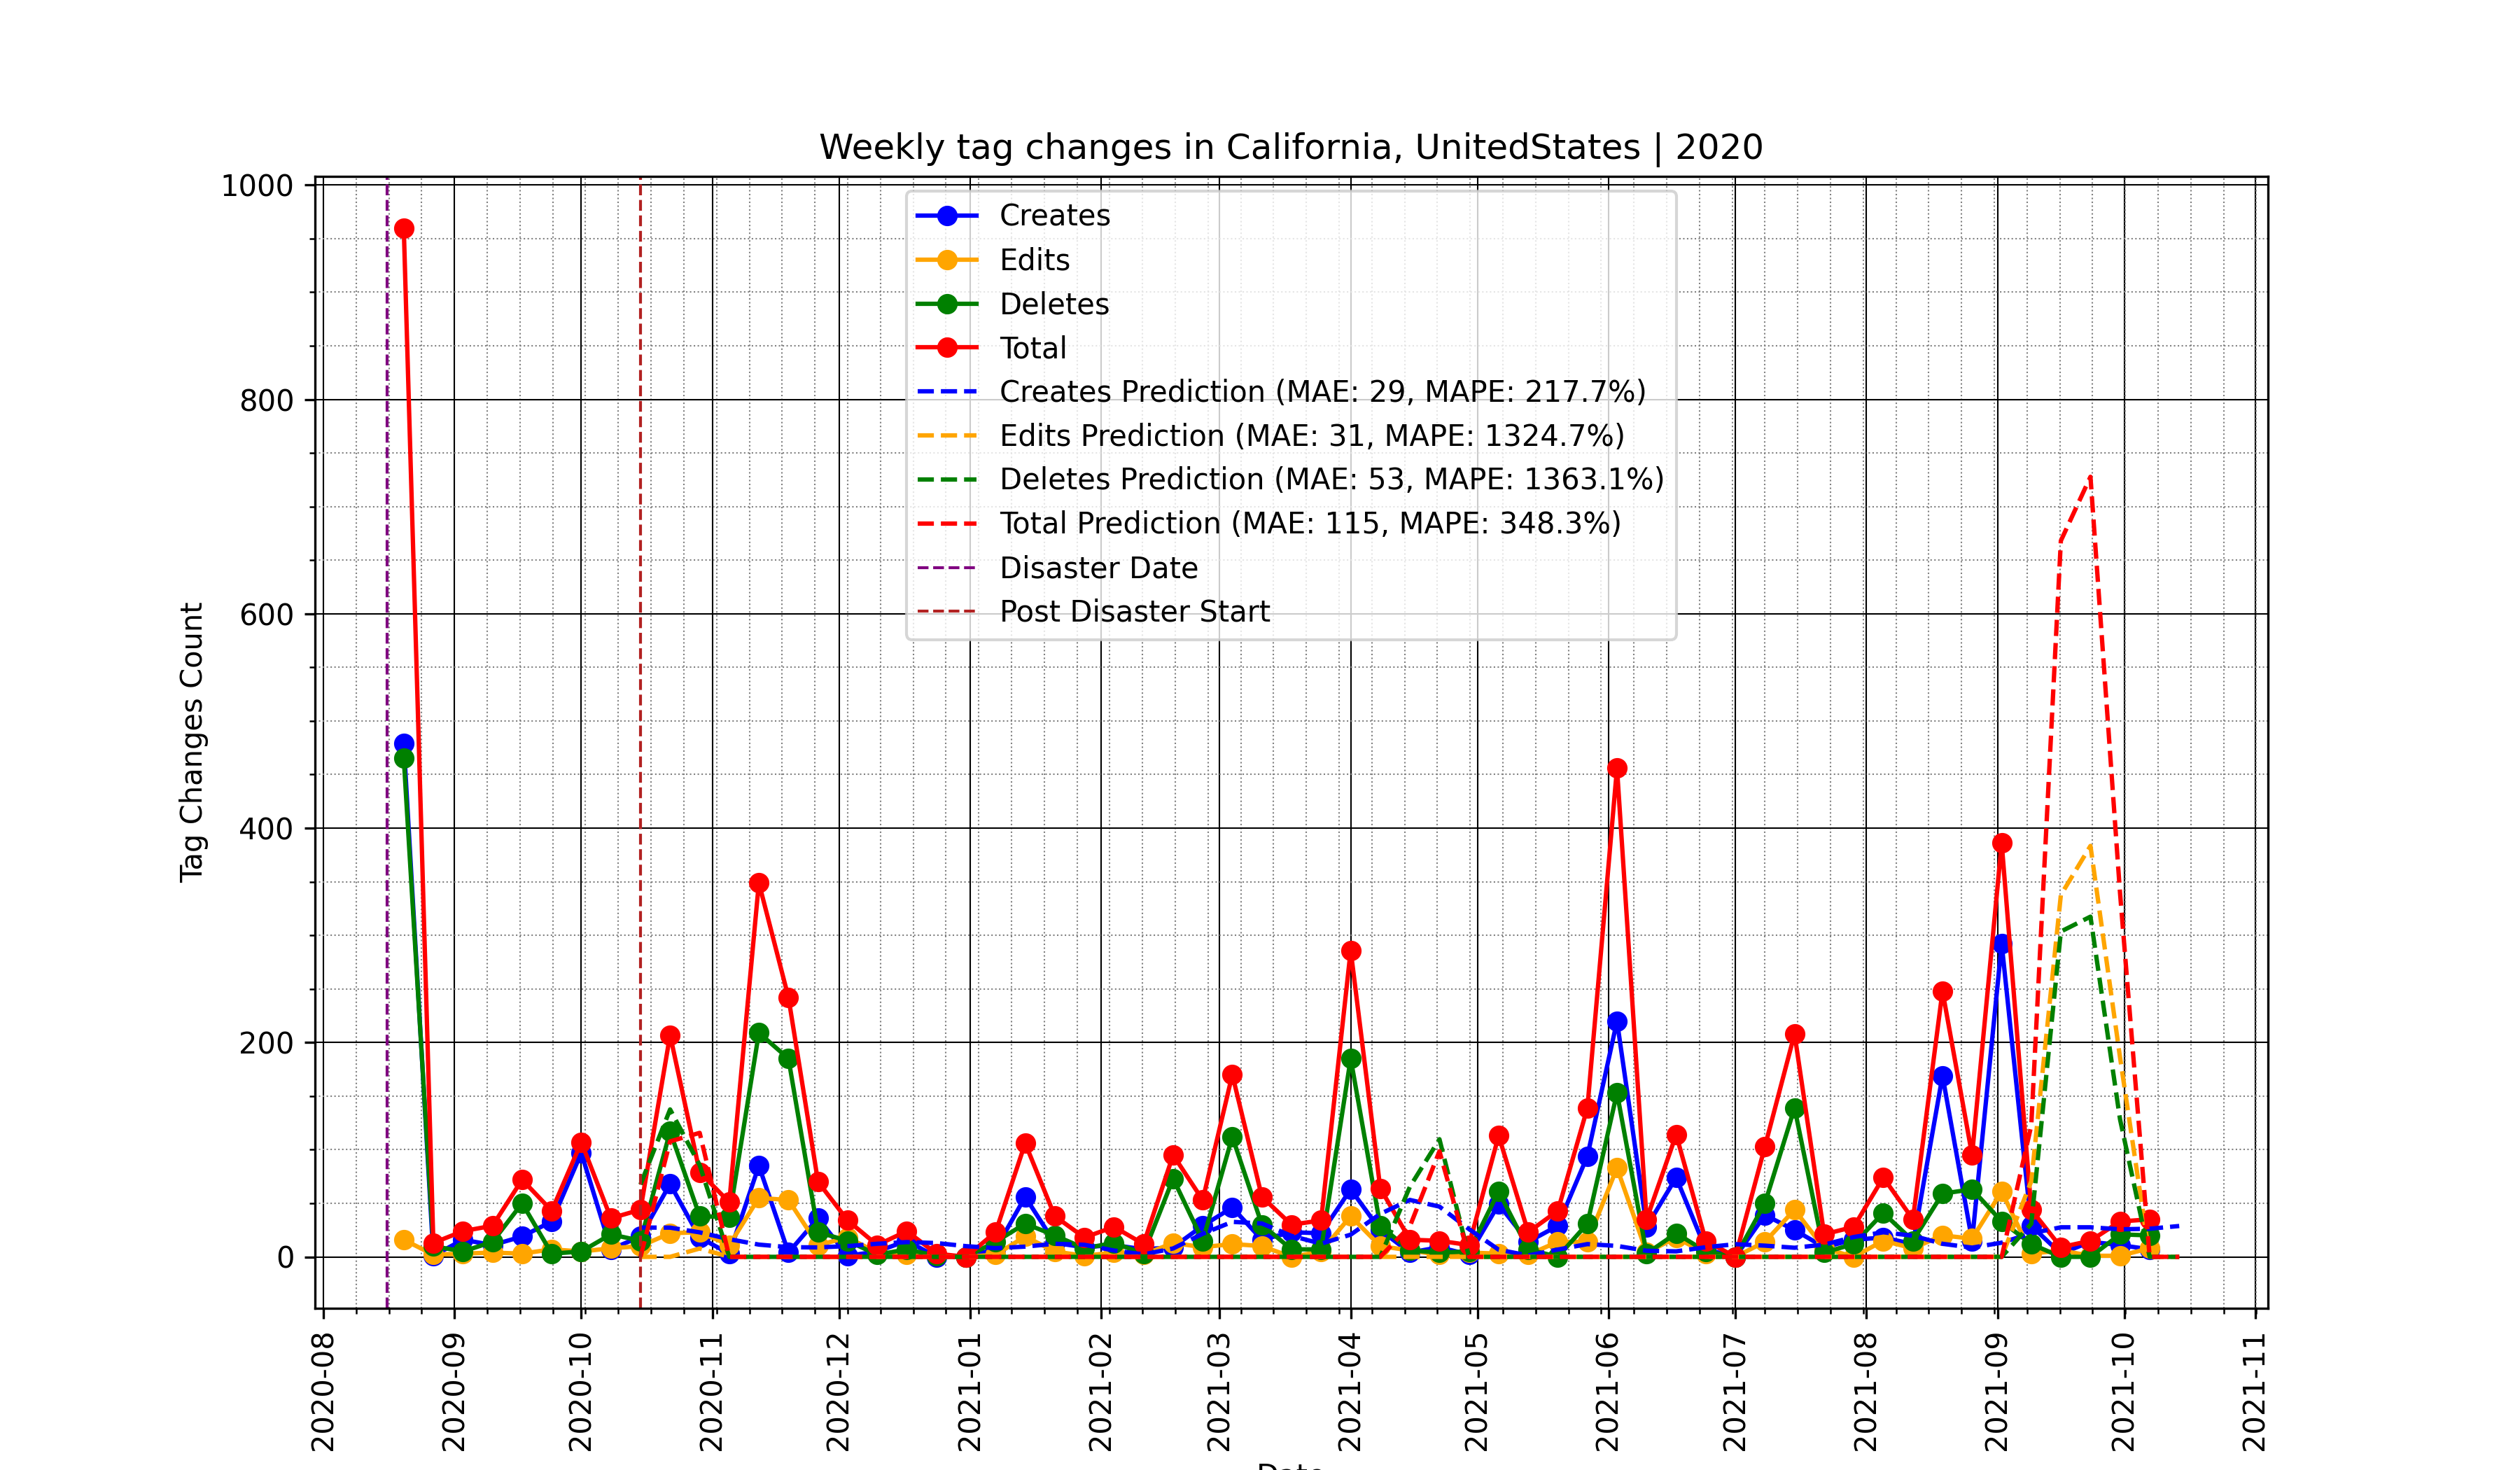 Weekly tag changes in California, UnitedStates | 2020
Tag Changes Count
1000
800
600
400
200
0
Creates
Edits
Deletes
Total
Creates Prediction (MAE: 29, MAPE: 217.7%)
Edits Prediction (MAE: 31, MAPE: 1324.7%)
Deletes Prediction (MAE: 53, MAPE: 1363.1%)
Total Prediction (MAE: 115, MAPE: 348.3%)
Disaster Date
Post Disaster Start
2020-08
2020-09
2020-10
2020-11
2020-12
2021-01
2021-02
2021-03
2021-04
2021-05
2021-06
2021-07
2021-08
2021-09
2021-10
2021-11
Date